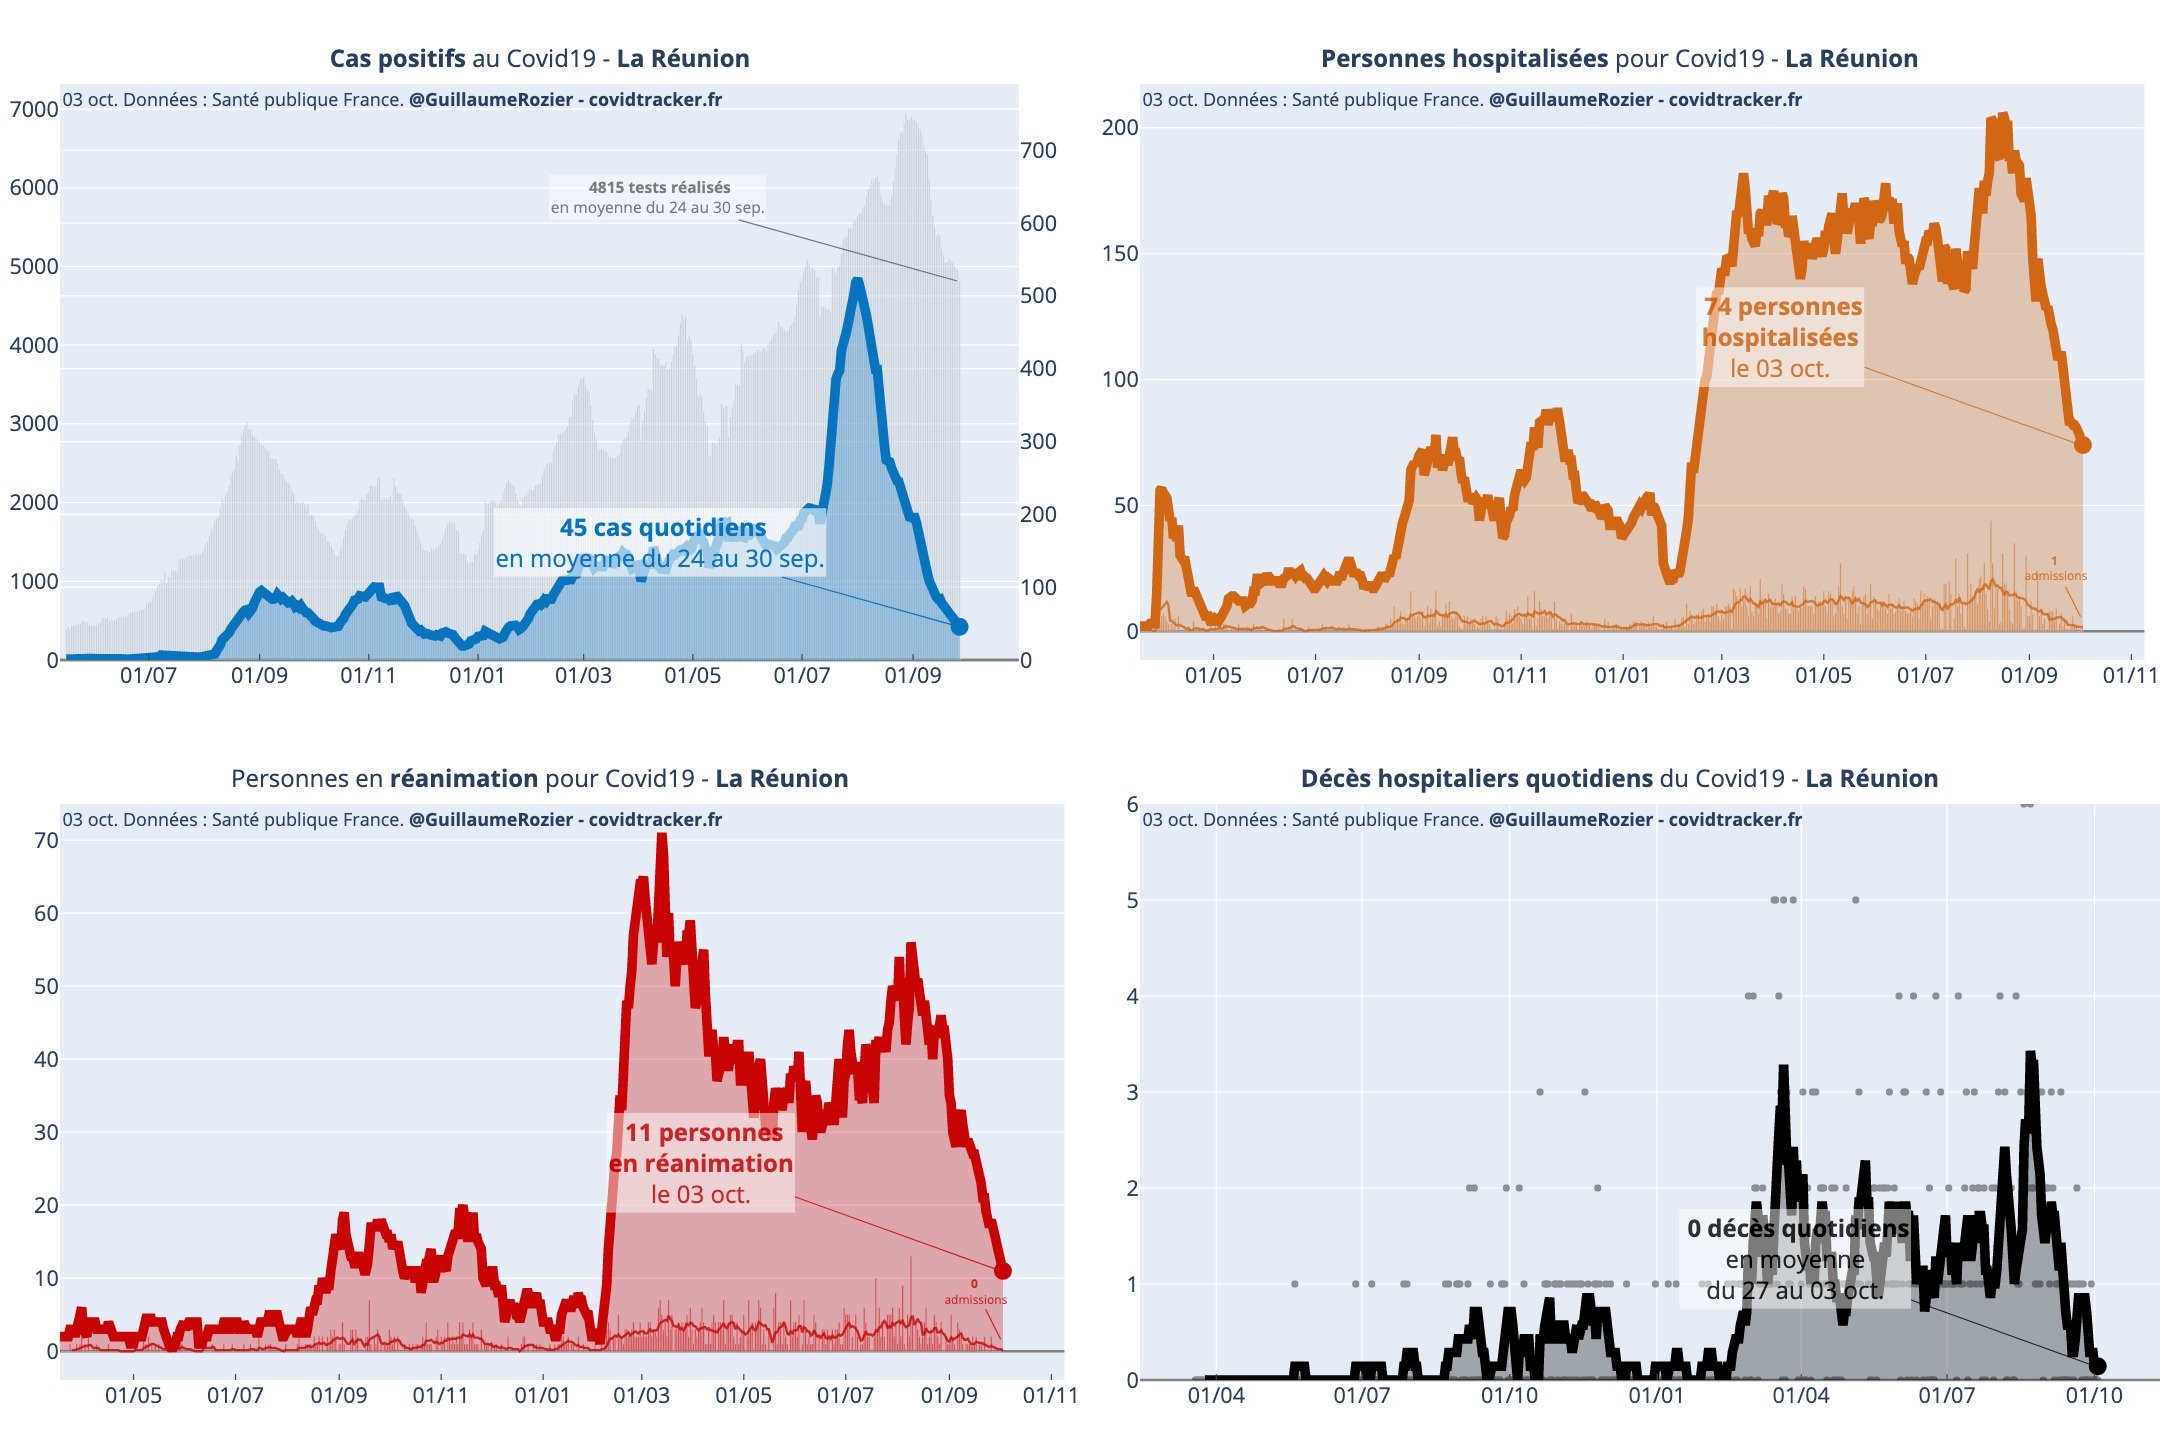 Cas positifs au Covid19 - La Réunion
03 oct. Données : Santé publique France. @GuillaumeRozier - covidtracker.fr
7000
6000
5000
4000
3000
2000
1000
0
700
600
500
400
300
200
100
0
4815 tests réalisés
en moyenne du 24 au 30 sep.
45 cas quotidiens
en moyenne du 24 au 30 sep.
01/07 01/09 01/11 01/01 01/03 01/05 01/07 01/09
Personnes hospitalisées pour Covid19 - La Réunion
03 oct. Données : Santé publique France. @GuillaumeRozier - covidtracker.fr
200
150
100
50
0
74 personnes
hospitalisées
le 03 oct.
1
admissions
01/05 01/07 01/09 01/11 01/01 01/03 01/05 01/07 01/09 01/11
Personnes en réanimation pour Covid19 - La Réunion
03 oct. Données : Santé publique France. @GuillaumeRozier - covidtracker.fr
70
60
50
40
30
20
10
0
11 personnes
en réanimation
le 03 oct.
0
admissions
01/05 01/07 01/09 01/11 01/01 01/03 01/05 01/07 01/09 01/11
Décès hospitaliers quotidiens du Covid19 - La Réunion
03 oct. Données : Santé publique France. @GuillaumeRozier - covidtracker.fr
6
5
4
3
2
1
0
0 décès quotidiens
en moyenne
du 27 au 03 oct.
01/04 01/07 01/10 01/01 01/04 01/07 01/10